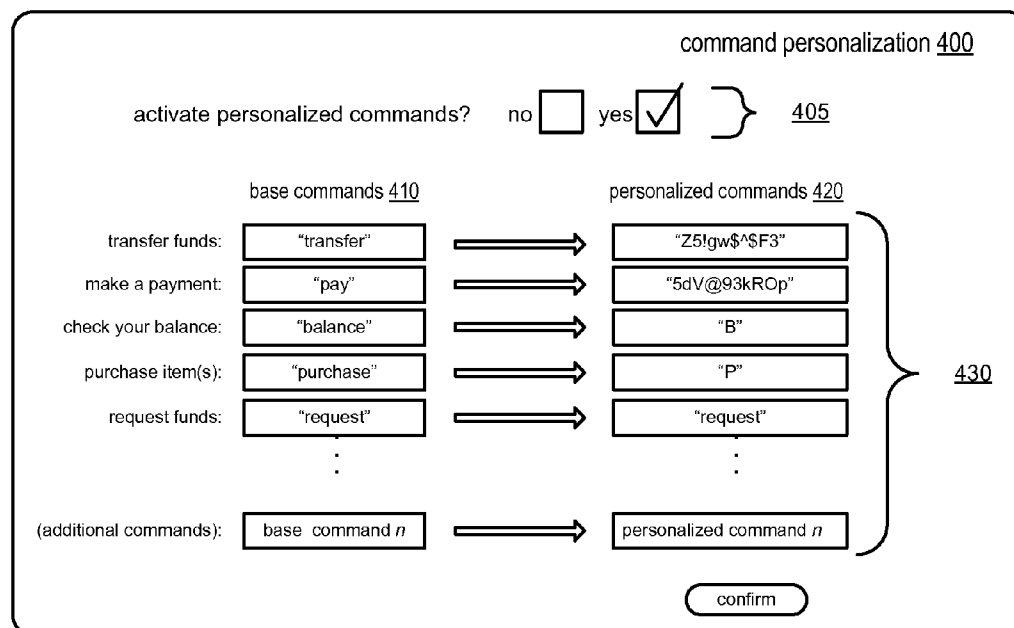 command personalization 400
activate personalized commands? no yes 405
base commands 410 personalized commands 420
transfer funds: “transfer” “Z5!gw$^$F3”
make a payment: “pay” “5dV@93kROp”
check your balance: “balance” “B”
purchase item(s): “purchase” “P”
430
request funds: “request” “request”
(additional commands): base command n personalized command n
confirm